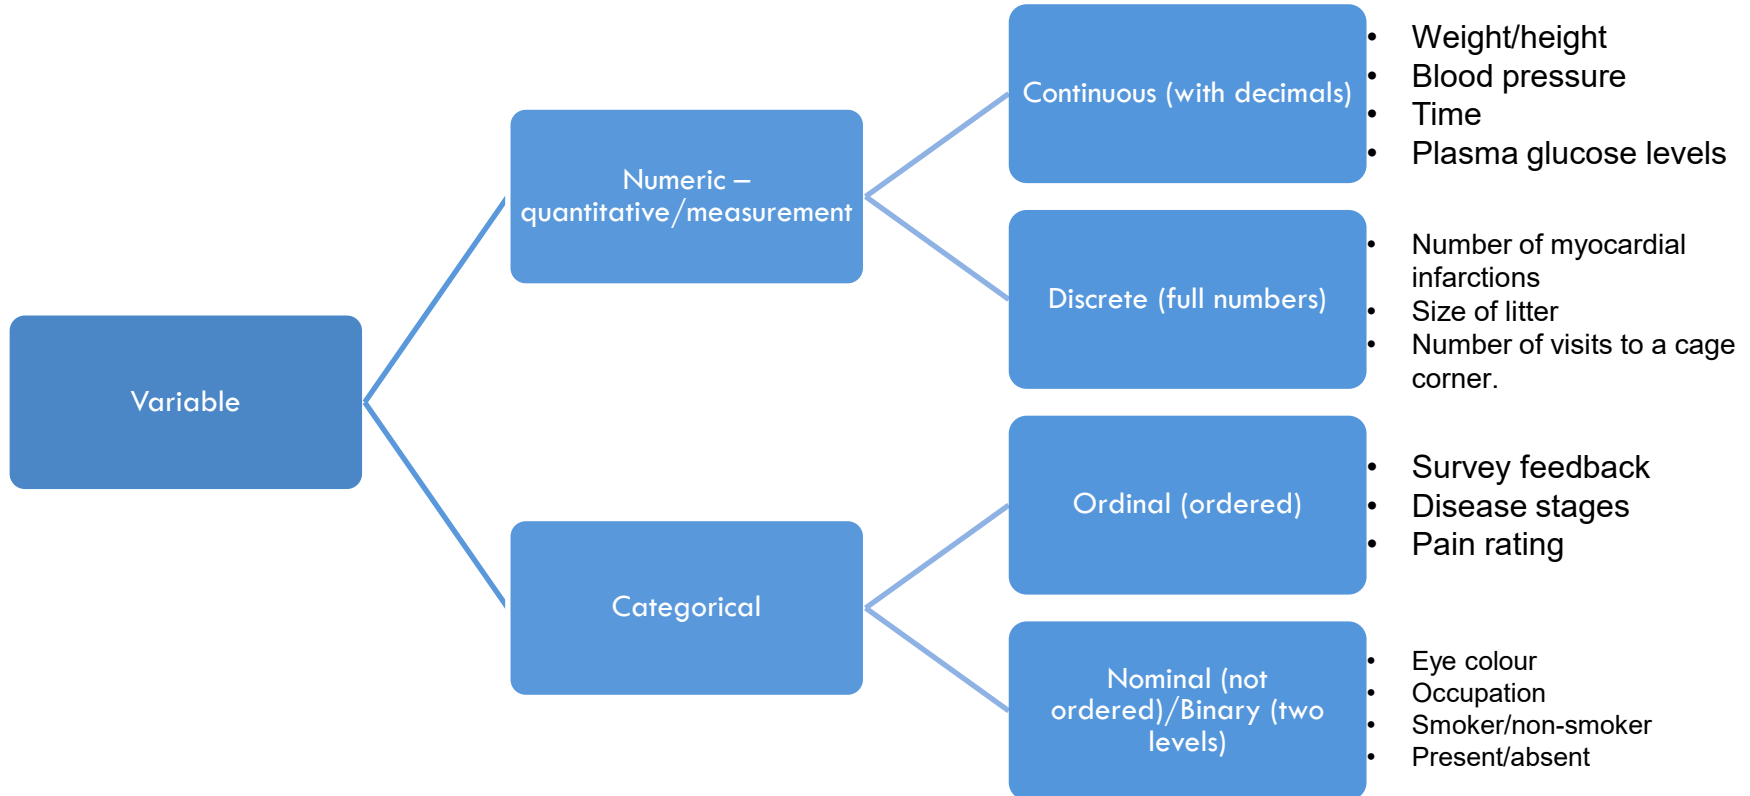 Variable
Numeric –
quantitative/measurement
Categorical
Continuous (with decimals)
• Weight/height
• Blood pressure
• Time
• Plasma glucose levels
Discrete (full numbers)
• Number of myocardial
infarctions
• Size of litter
• Number of visits to a cage
corner.
Ordinal (ordered)
• Survey feedback
• Disease stages
• Pain rating
Nominal (not
ordered)/Binary (two
levels)
• Eye colour
• Occupation
• Smoker/non-smoker
• Present/absent